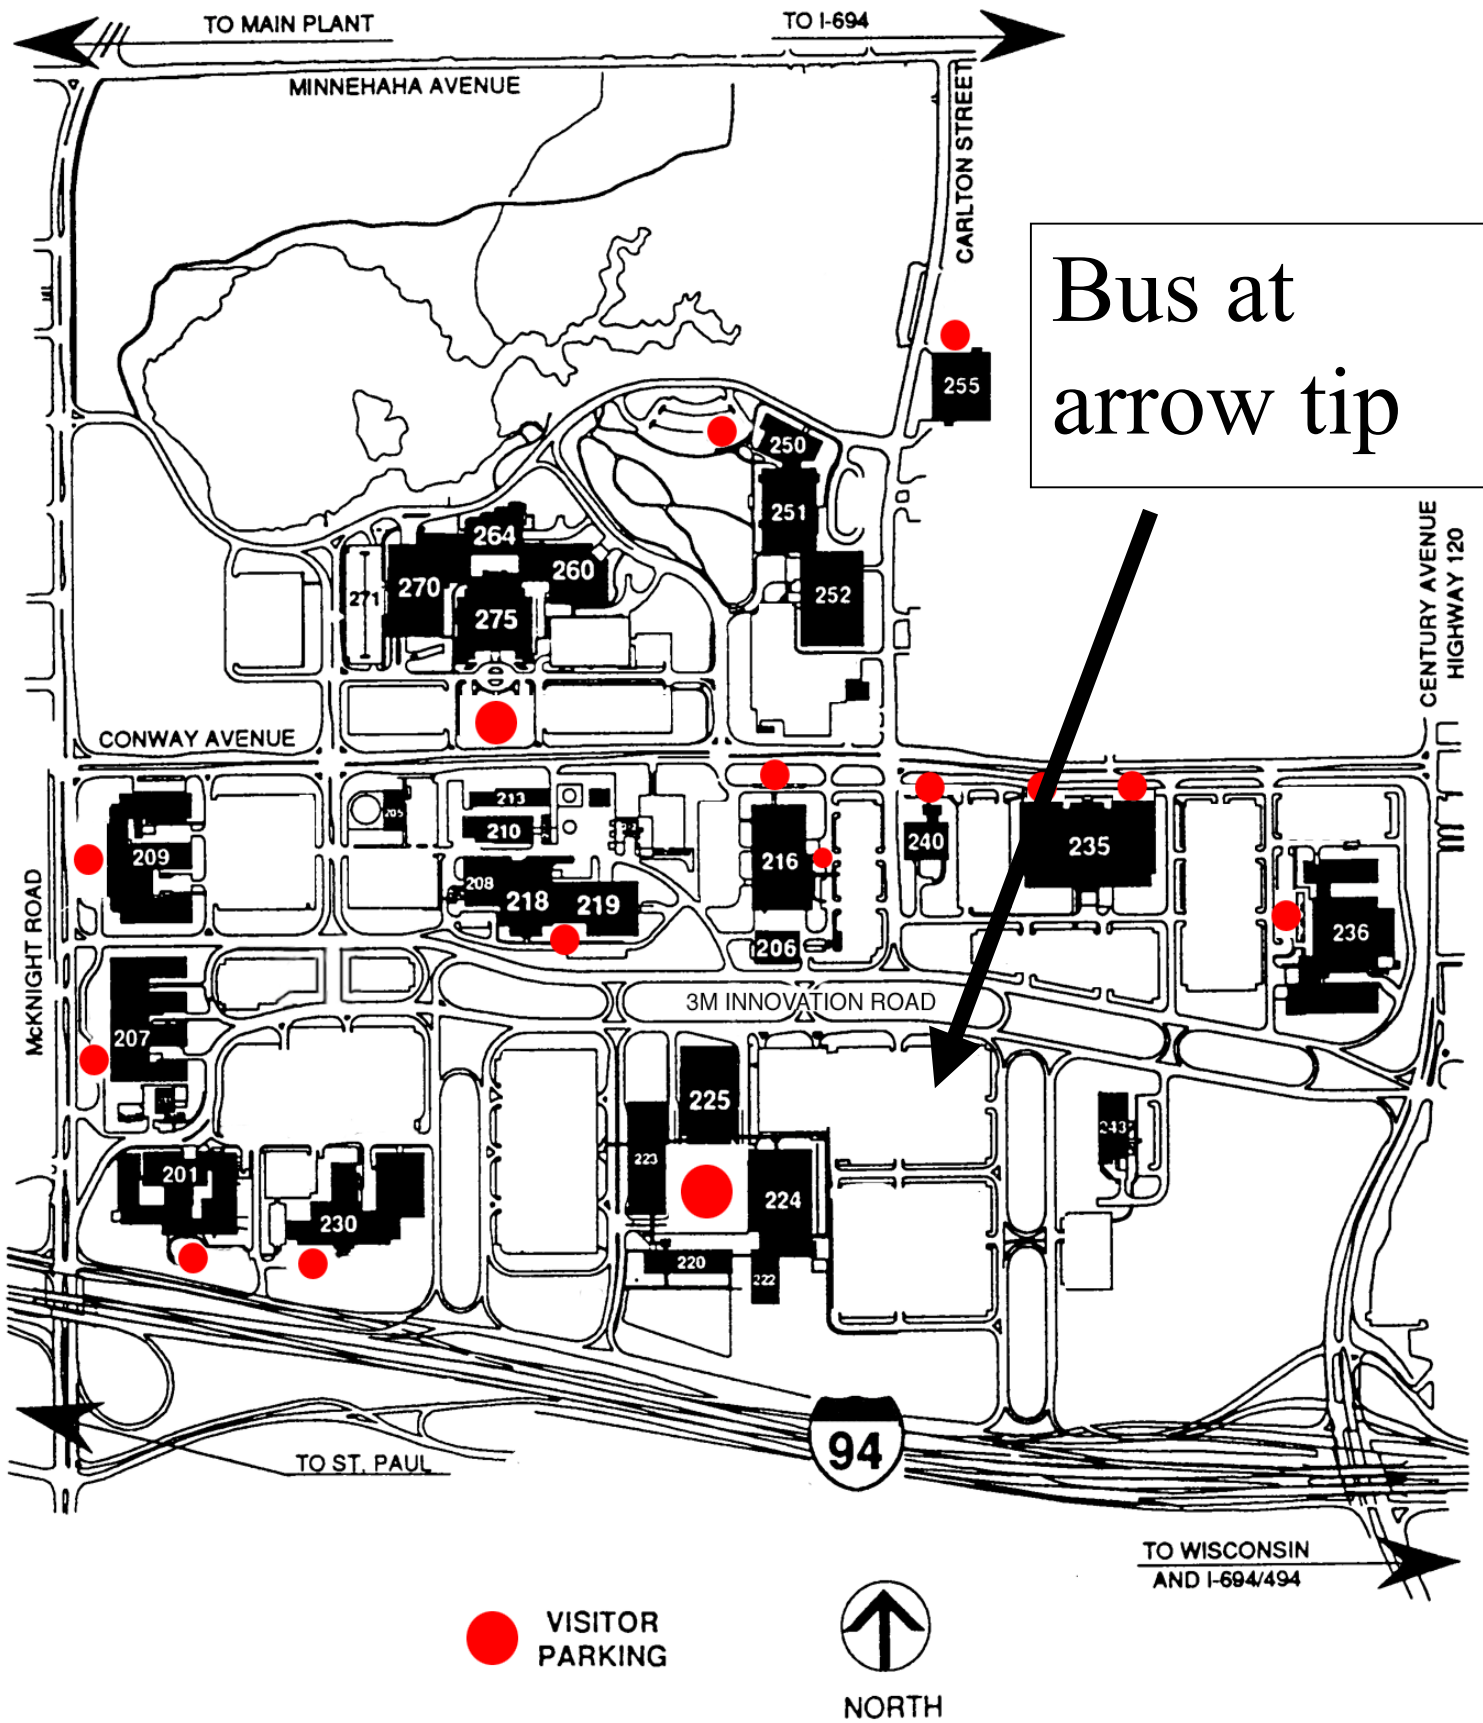 TO MAIN PLANT
TO I-694
MINNEHAHA AVENUE
CARLTON STREET
Bus at
arrow tip
255
250
251
252
264
260
270
271
275
CENTURY AVENUE
HIGHWAY 120
CONWAY AVENUE
213
210
205
209
208
218
219
216
206
240
235
236
McKNIGHT ROAD
207
3M INNOVATION ROAD
225
223
224
243
201
230
220
222
94
TO ST. PAUL
TO WISCONSIN
AND I-694/494
VISITOR
PARKING
NORTH